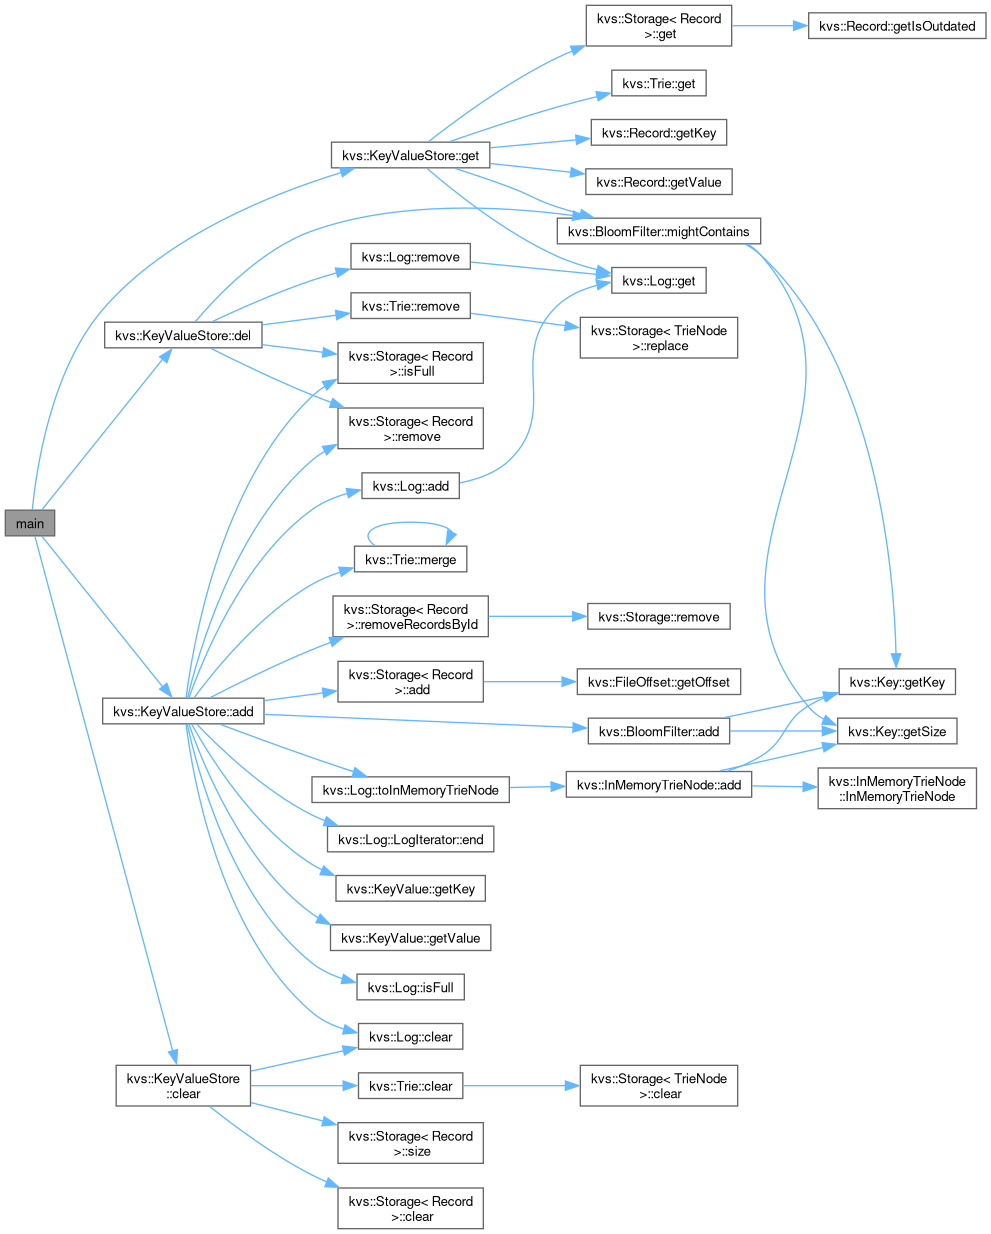 kvs::Storage< Record
>::get
kvs::Record::getIsOutdated
kvs::Trie::get
kvs::Record::getKey
kvs::KeyValueStore::get
kvs::Record::getValue
kvs::BloomFilter::mightContains
kvs::Log::remove
kvs::Log::get
kvs::Trie::remove
kvs::KeyValueStore::del
kvs::Storage< TrieNode
>::replace
kvs::Storage< Record
>::isFull
kvs::Storage< Record
>::remove
kvs::Log::add
main
kvs::Trie::merge
kvs::Storage< Record
>::removeRecordsById
kvs::Storage::remove
kvs::Storage< Record
>::add
kvs::FileOffset::getOffset
kvs::Key::getKey
kvs::KeyValueStore::add
kvs::BloomFilter::add
kvs::Key::getSize
kvs::Log::toInMemoryTrieNode
kvs::InMemoryTrieNode::add
kvs::InMemoryTrieNode
::InMemoryTrieNode
kvs::Log::LogIterator::end
kvs::KeyValue::getKey
kvs::KeyValue::getValue
kvs::Log::isFull
kvs::Log::clear
kvs::KeyValueStore
::clear
kvs::Trie::clear
kvs::Storage< TrieNode
>::clear
kvs::Storage< Record
>::size
kvs::Storage< Record
>::clear